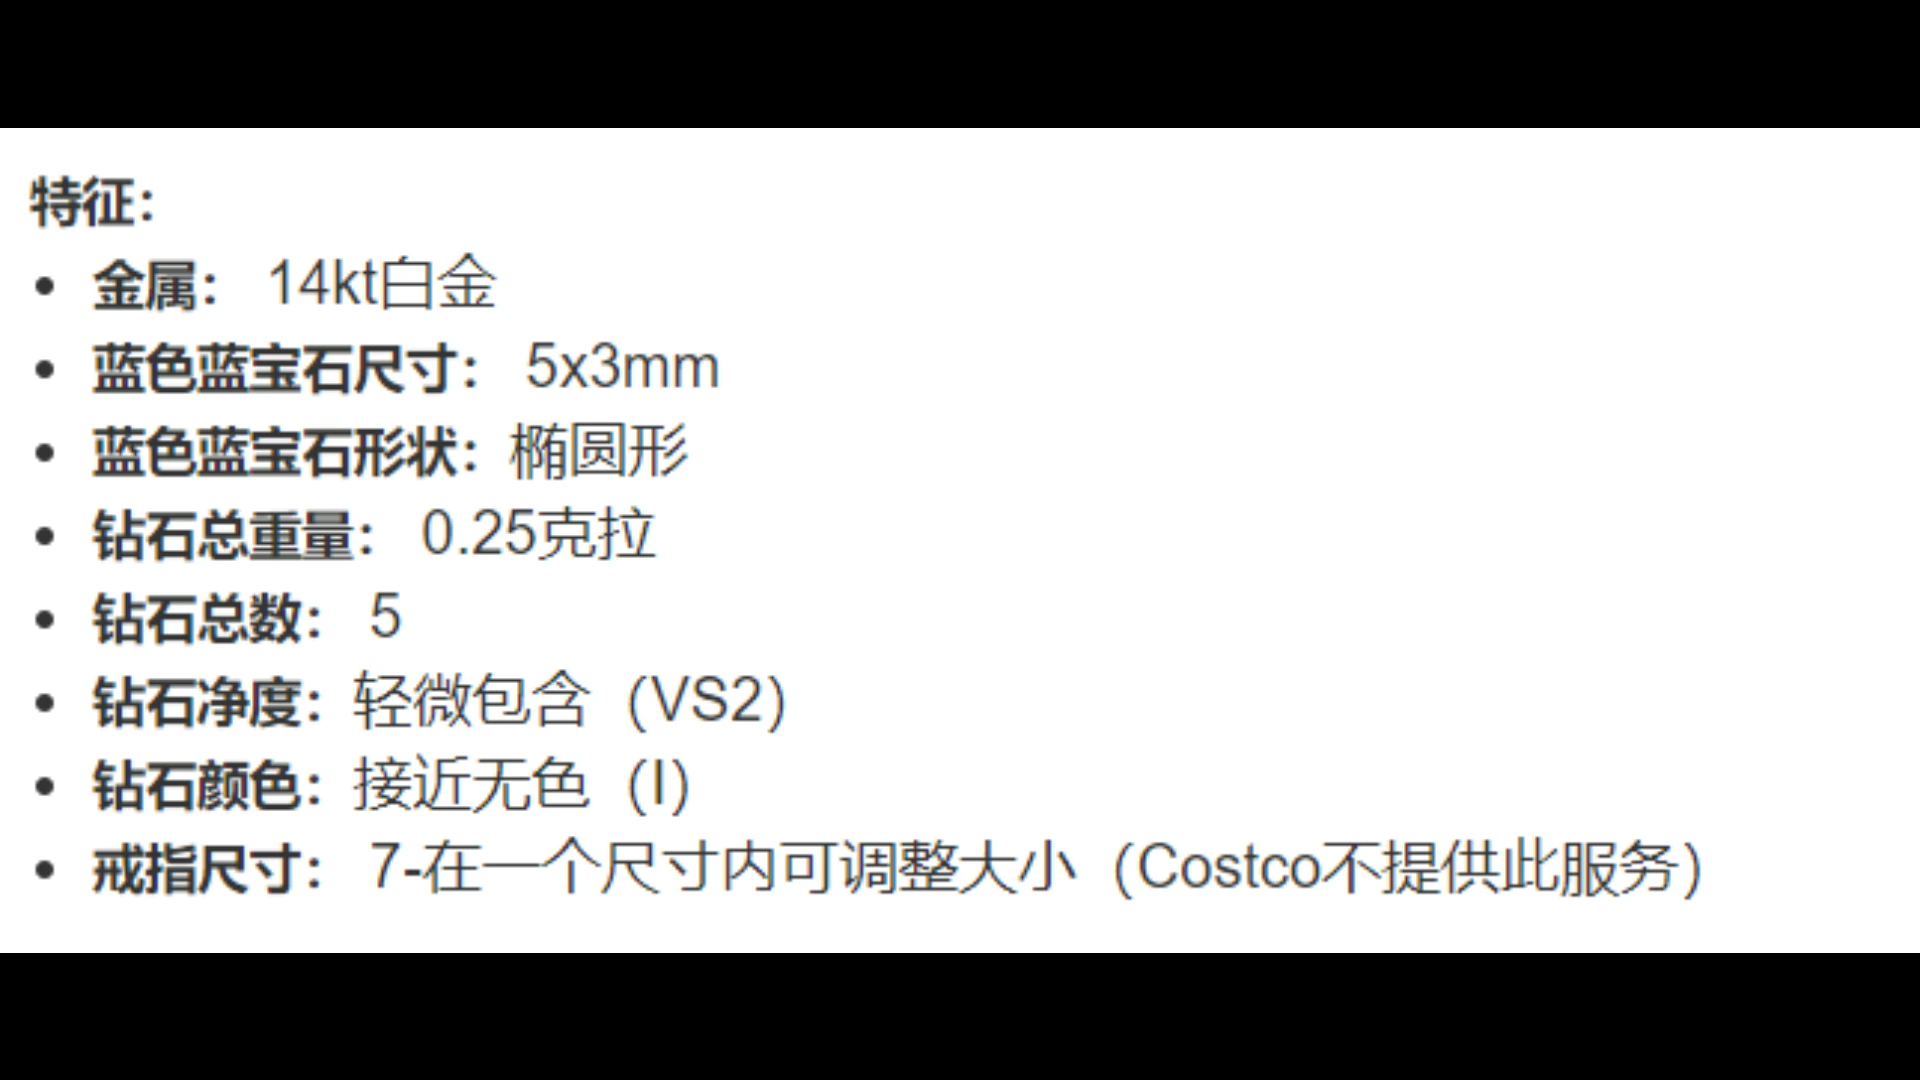 特征：
• 金属： 14kt白金
• 蓝色蓝宝石尺寸： 5x3mm
• 蓝色蓝宝石形状：椭圆形
• 钻石总重量： 0.25克拉
• 钻石总数： 5
• 钻石净度：轻微包含（VS2）
• 钻石颜色：接近无色（I）
• 戒指尺寸： 7-在一个尺寸内可调整大小（Costco不提供此服务）